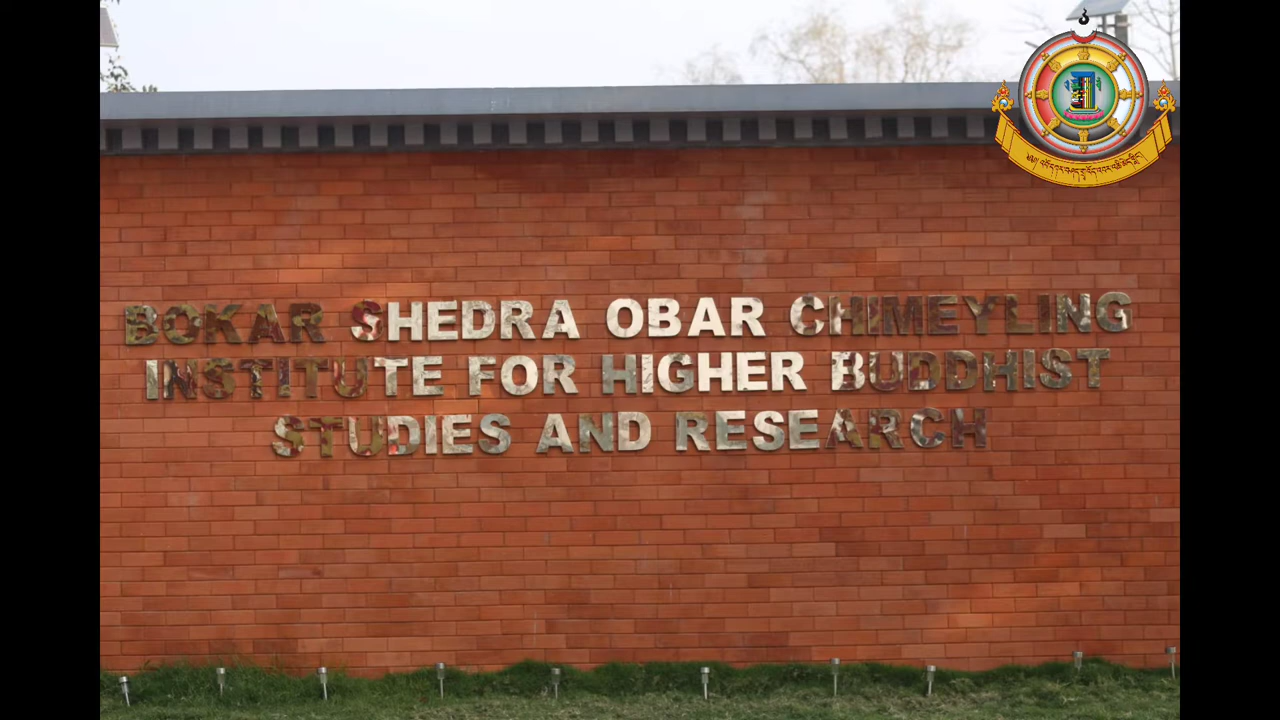 BOKAR SHEDRA OBAR CHIMEYLING
INSTITUTE FOR HIGHER BUDDHIST
STUDIES AND RESEARCH